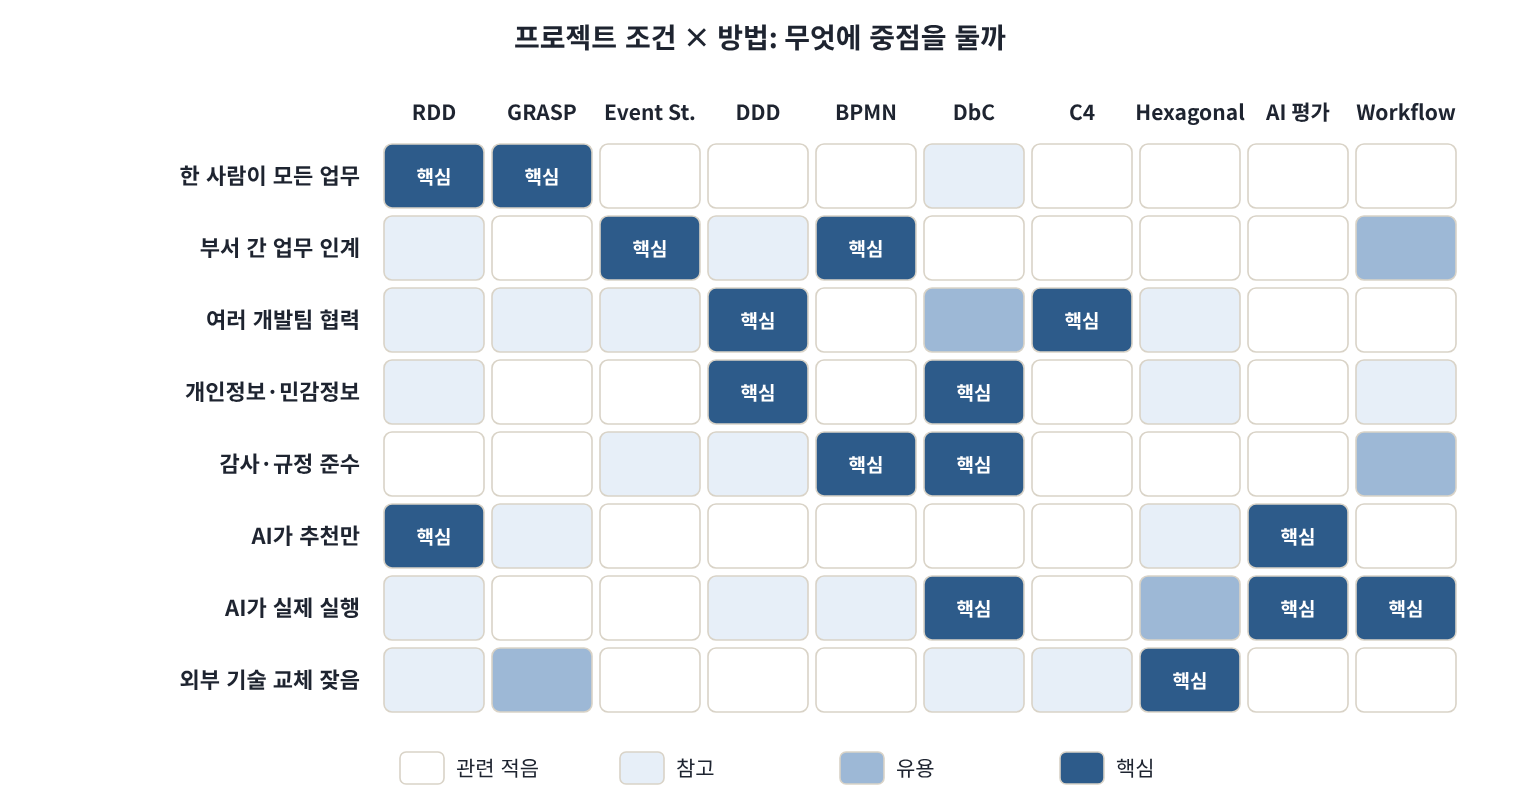 프로젝트 조건 × 방법: 무엇에 중점을 둘까
RDD GRASP Event St. DDD BPMN DbC C4 Hexagonal AI 평가 Workflow
한 사람이 모든 업무 핵심 핵심
부서 간 업무 인계 핵심 핵심
여러 개발팀 협력 핵심 핵심
개인정보·민감정보 핵심 핵심
감사·규정 준수 핵심 핵심
AI가 추천만 핵심 핵심
AI가 실제 실행 핵심 핵심 핵심
외부 기술 교체 잦음 핵심
관련 적음 참고 유용 핵심